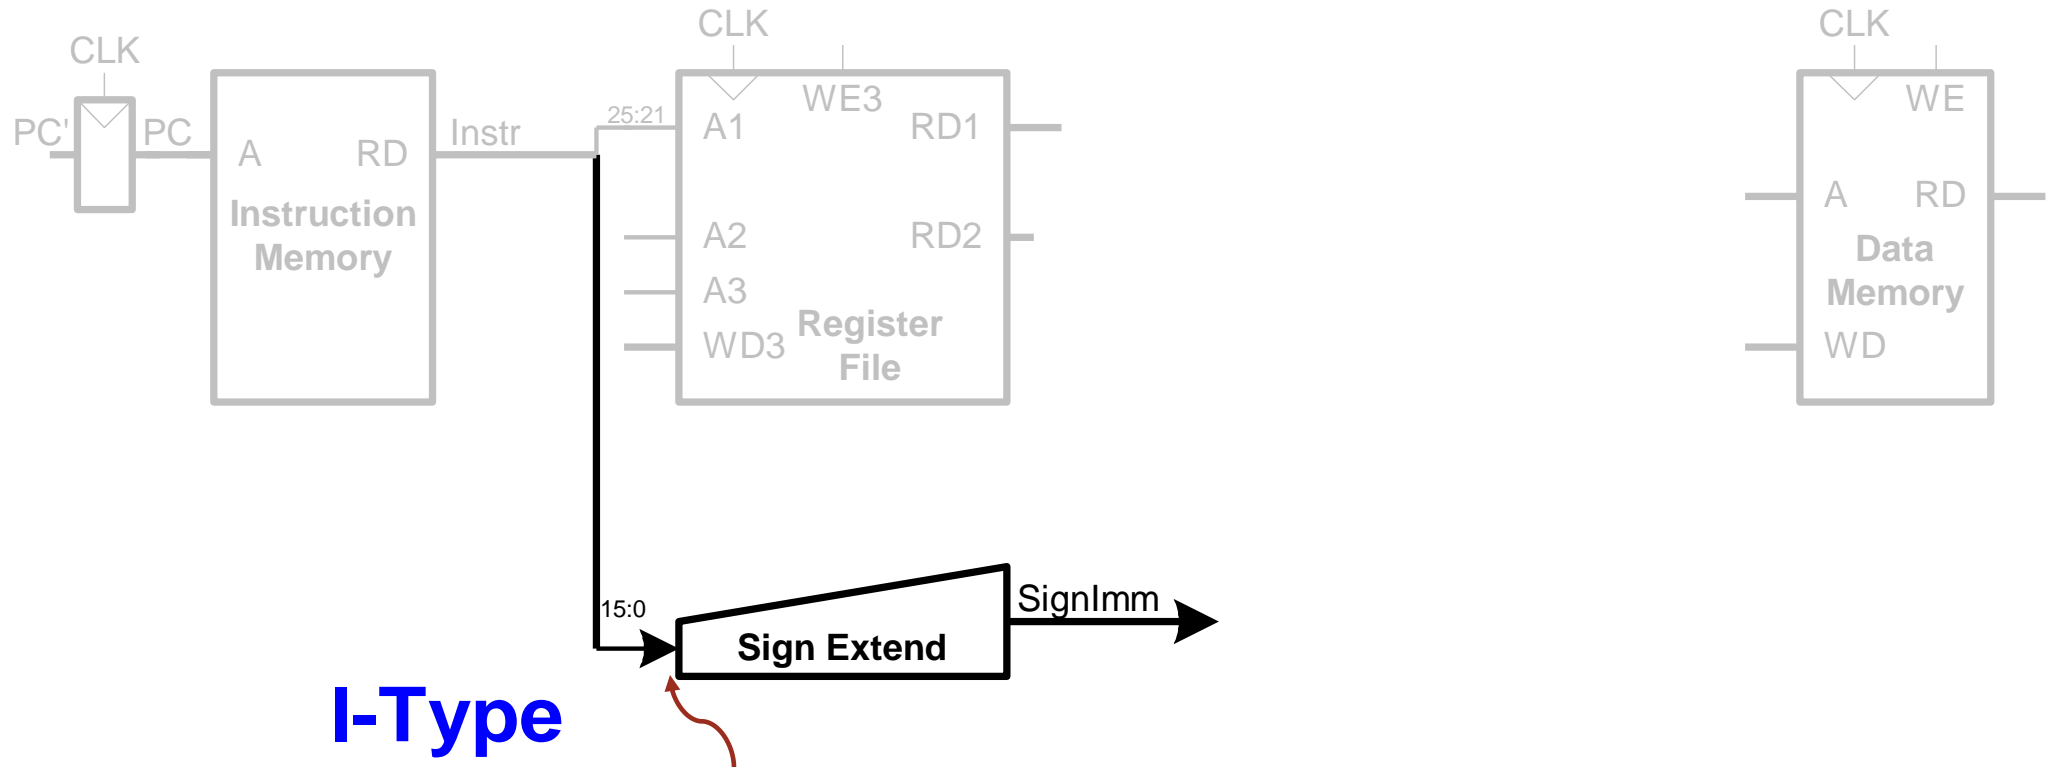 CLK
CLK
CLK
PC'
PC
A
RD
Instruction
Memory
Instr
25:21
A1
WE3
RD1
A2
RD2
A3
WD3
Register
File
WE
A
RD
Data
Memory
WD
15:0
Sign Extend
SignImm
I-Type